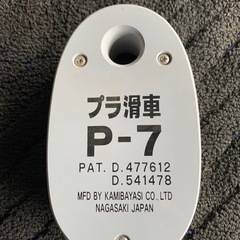 プラ滑車
P-7
PAT. D.477612
D.541478
MFD BY KAMIBAYASI CO., LTD
NAGASAKI JAPAN